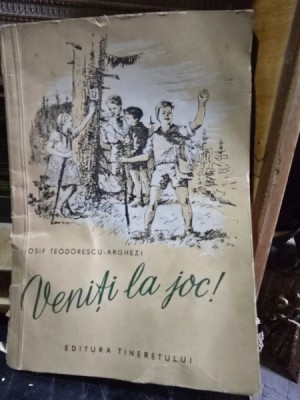 IOSIF TEODORESCU-ARGHEZI
Veniți la joc!
EDITURA TINERETULUI